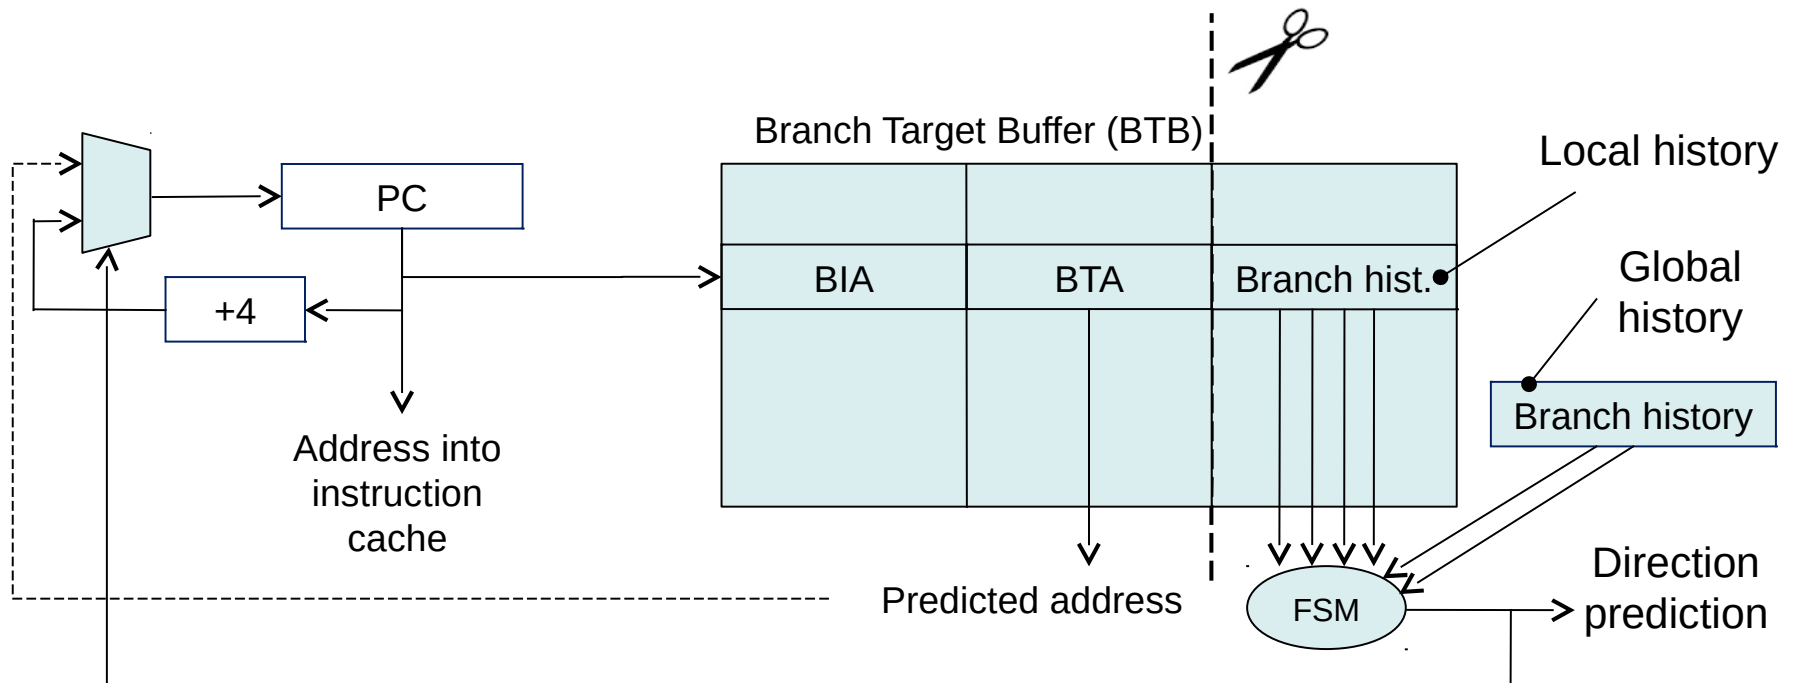 Branch Target Buffer (BTB)
Local history
PC
Global
history
BIA
BTA
Branch hist.
+4
Branch history
Address into
instruction
cache
Predicted address
FSM
Direction
prediction